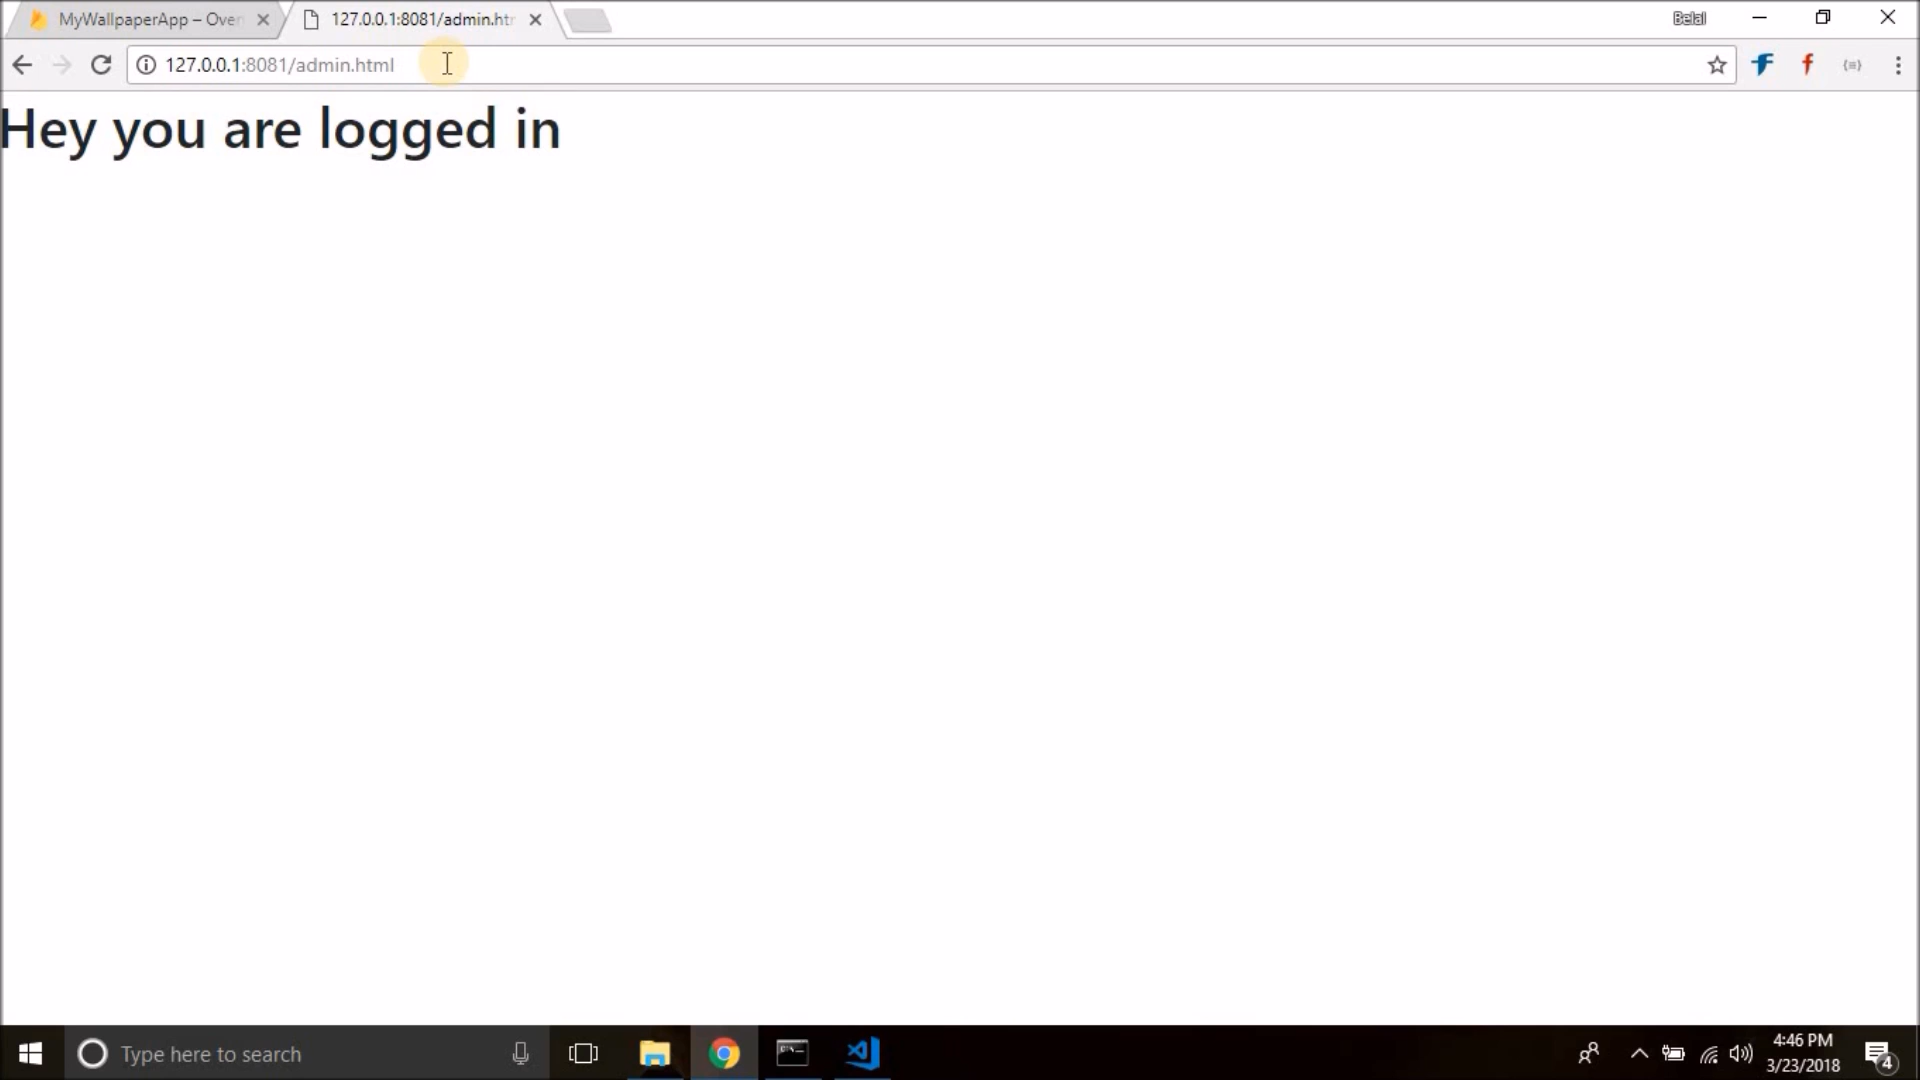 MyWallpaperApp – Over
127.0.0.1:8081/admin.htr
Belal
127.0.0.1:8081/admin.html
Hey you are logged in
Type here to search
4:46 PM
3/23/2018
4